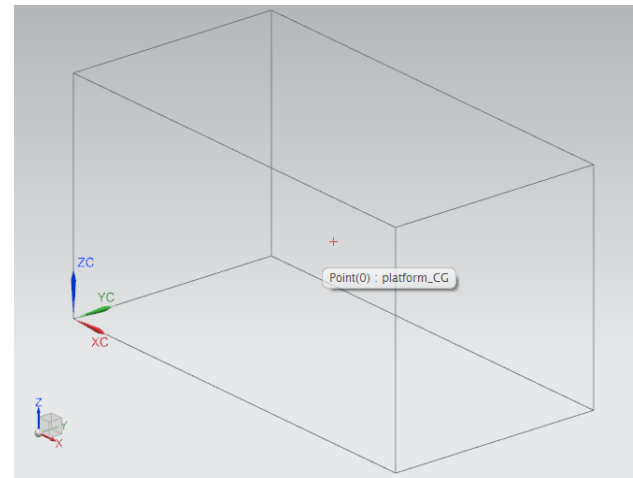 ZC
YC
XC
Point(0) : platform_CG
Z
Y
X